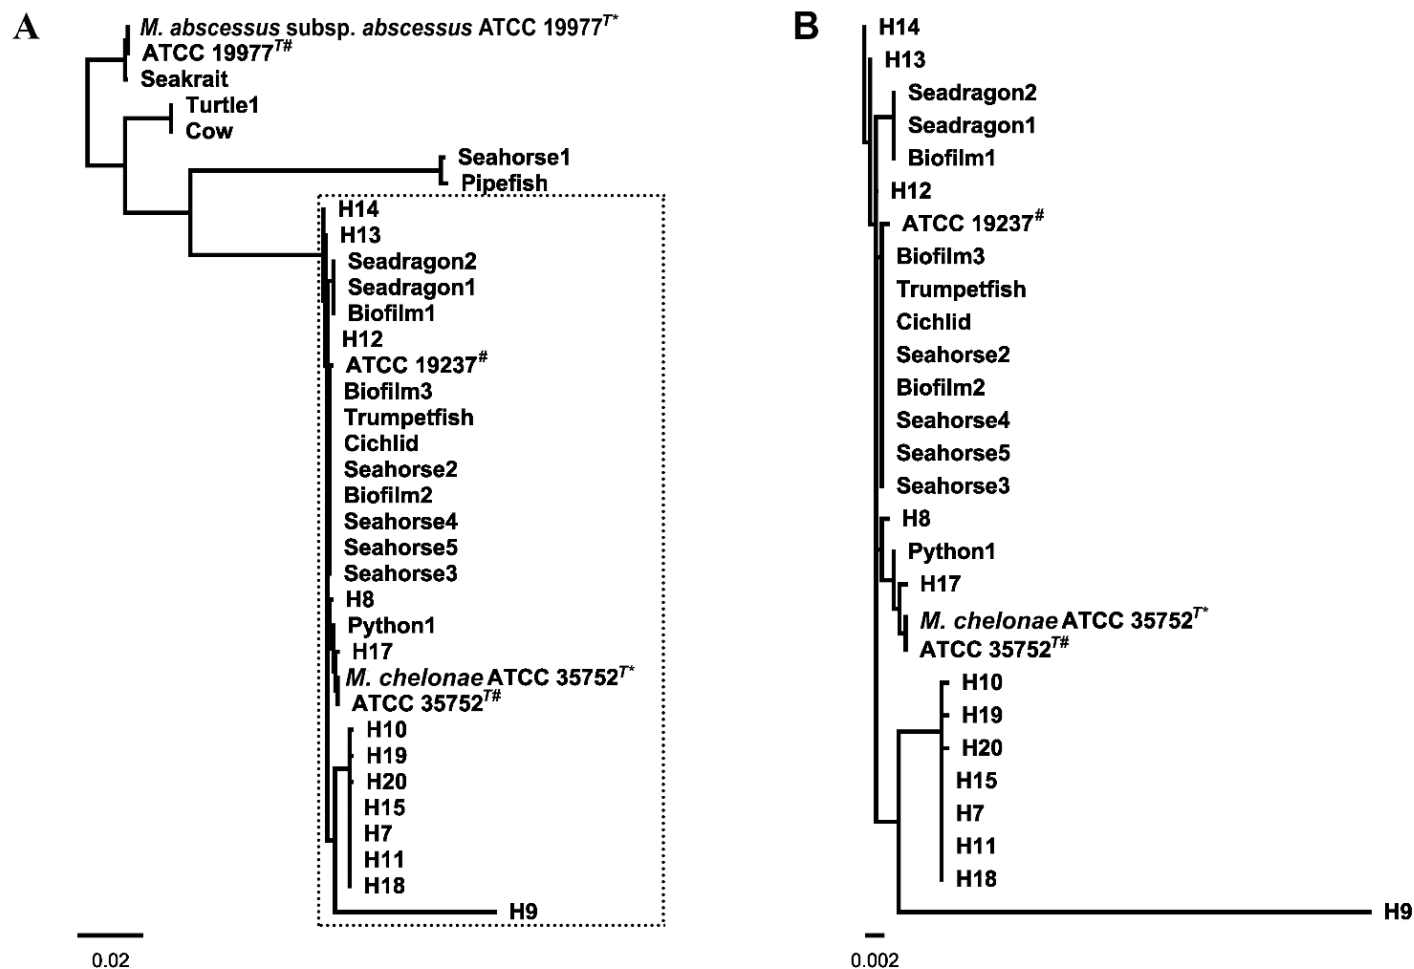 A
M. abscessus subsp. abscessus ATCC 19977T*
ATCC 19977T#
Seakrait
Turtle1
Cow
Seahorse1
Pipefish
H14
H13
Seadragon2
Seadragon1
Biofilm1
H12
ATCC 19237#
Biofilm3
Trumpetfish
Cichlid
Seahorse2
Biofilm2
Seahorse4
Seahorse5
Seahorse3
H8
Python1
H17
M. chelonae ATCC 35752T*
ATCC 35752T#
H10
H19
H20
H15
H7
H11
H18
H9
0.02
B
H14
H13
Seadragon2
Seadragon1
Biofilm1
H12
ATCC 19237#
Biofilm3
Trumpetfish
Cichlid
Seahorse2
Biofilm2
Seahorse4
Seahorse5
Seahorse3
H8
Python1
H17
M. chelonae ATCC 35752T*
ATCC 35752T#
H10
H19
H20
H15
H7
H11
H18
H9
0.002